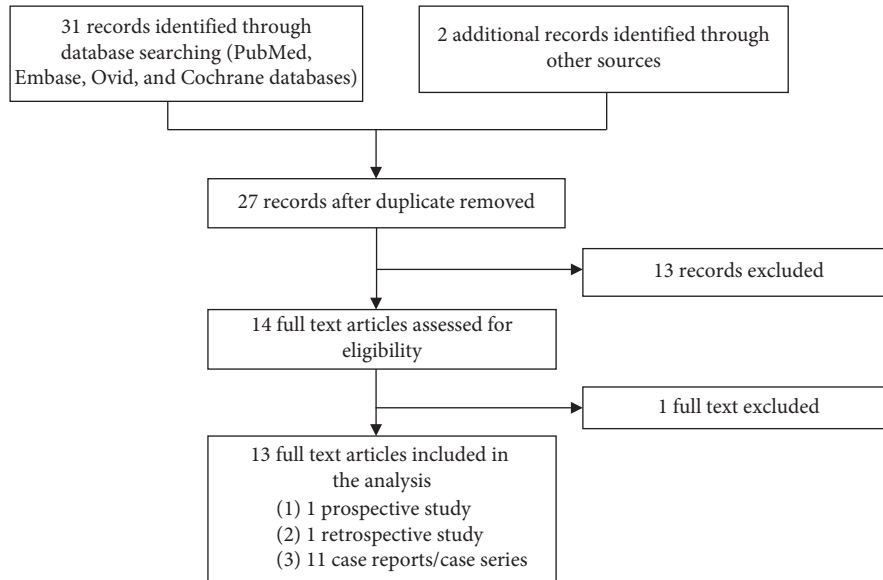 31 records identified through
database searching (PubMed,
Embase, Ovid, and Cochrane databases)
2 additional records identified through
other sources
27 records after duplicate removed
13 records excluded
14 full text articles assessed for
eligibility
1 full text excluded
13 full text articles included in
the analysis
(1) 1 prospective study
(2) 1 retrospective study
(3) 11 case reports/case series